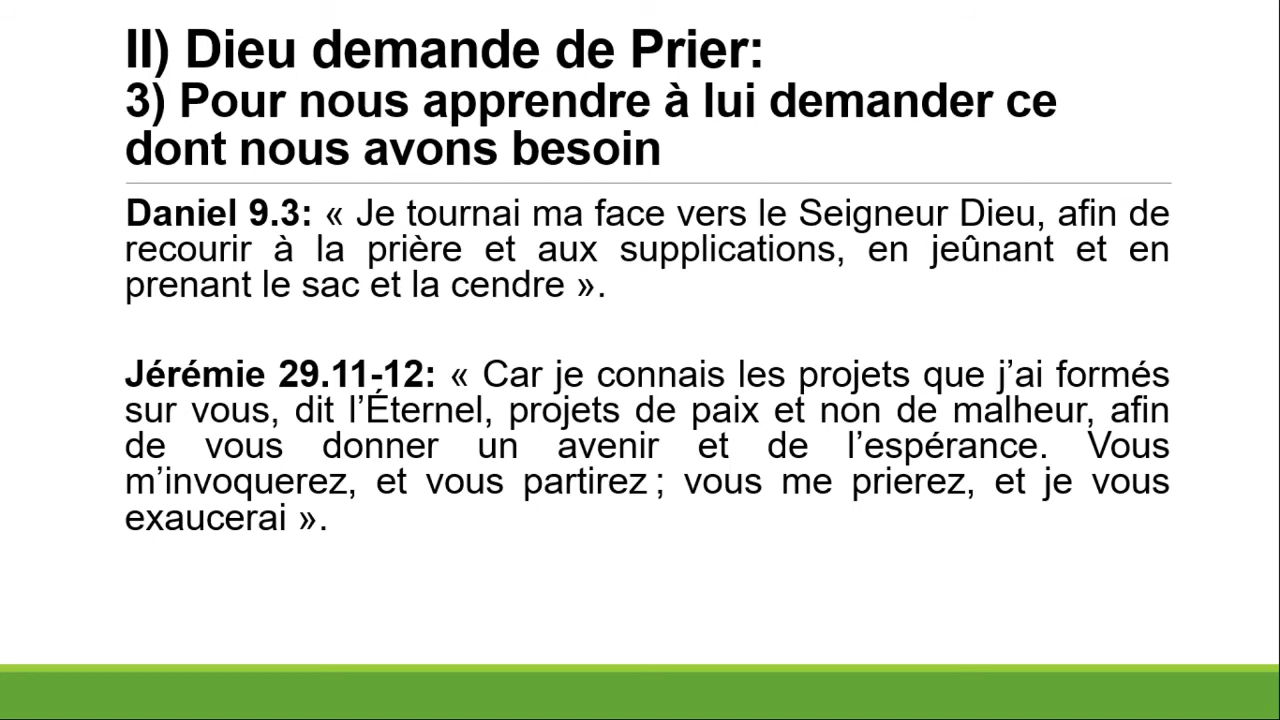 II) Dieu demande de Prier:
3) Pour nous apprendre à lui demander ce
dont nous avons besoin
Daniel 9.3: « Je tournai ma face vers le Seigneur Dieu, afin de
recourir à la prière et aux supplications, en jeûnant et en
prenant le sac et la cendre ».
Jérémie 29.11-12: « Car je connais les projets que j’ai formés
sur vous, dit l’Éternel, projets de paix et non de malheur, afin
de vous donner un avenir et de l’espérance. Vous
m’invoquerez, et vous partirez ; vous me prierez, et je vous
exaucerai ».